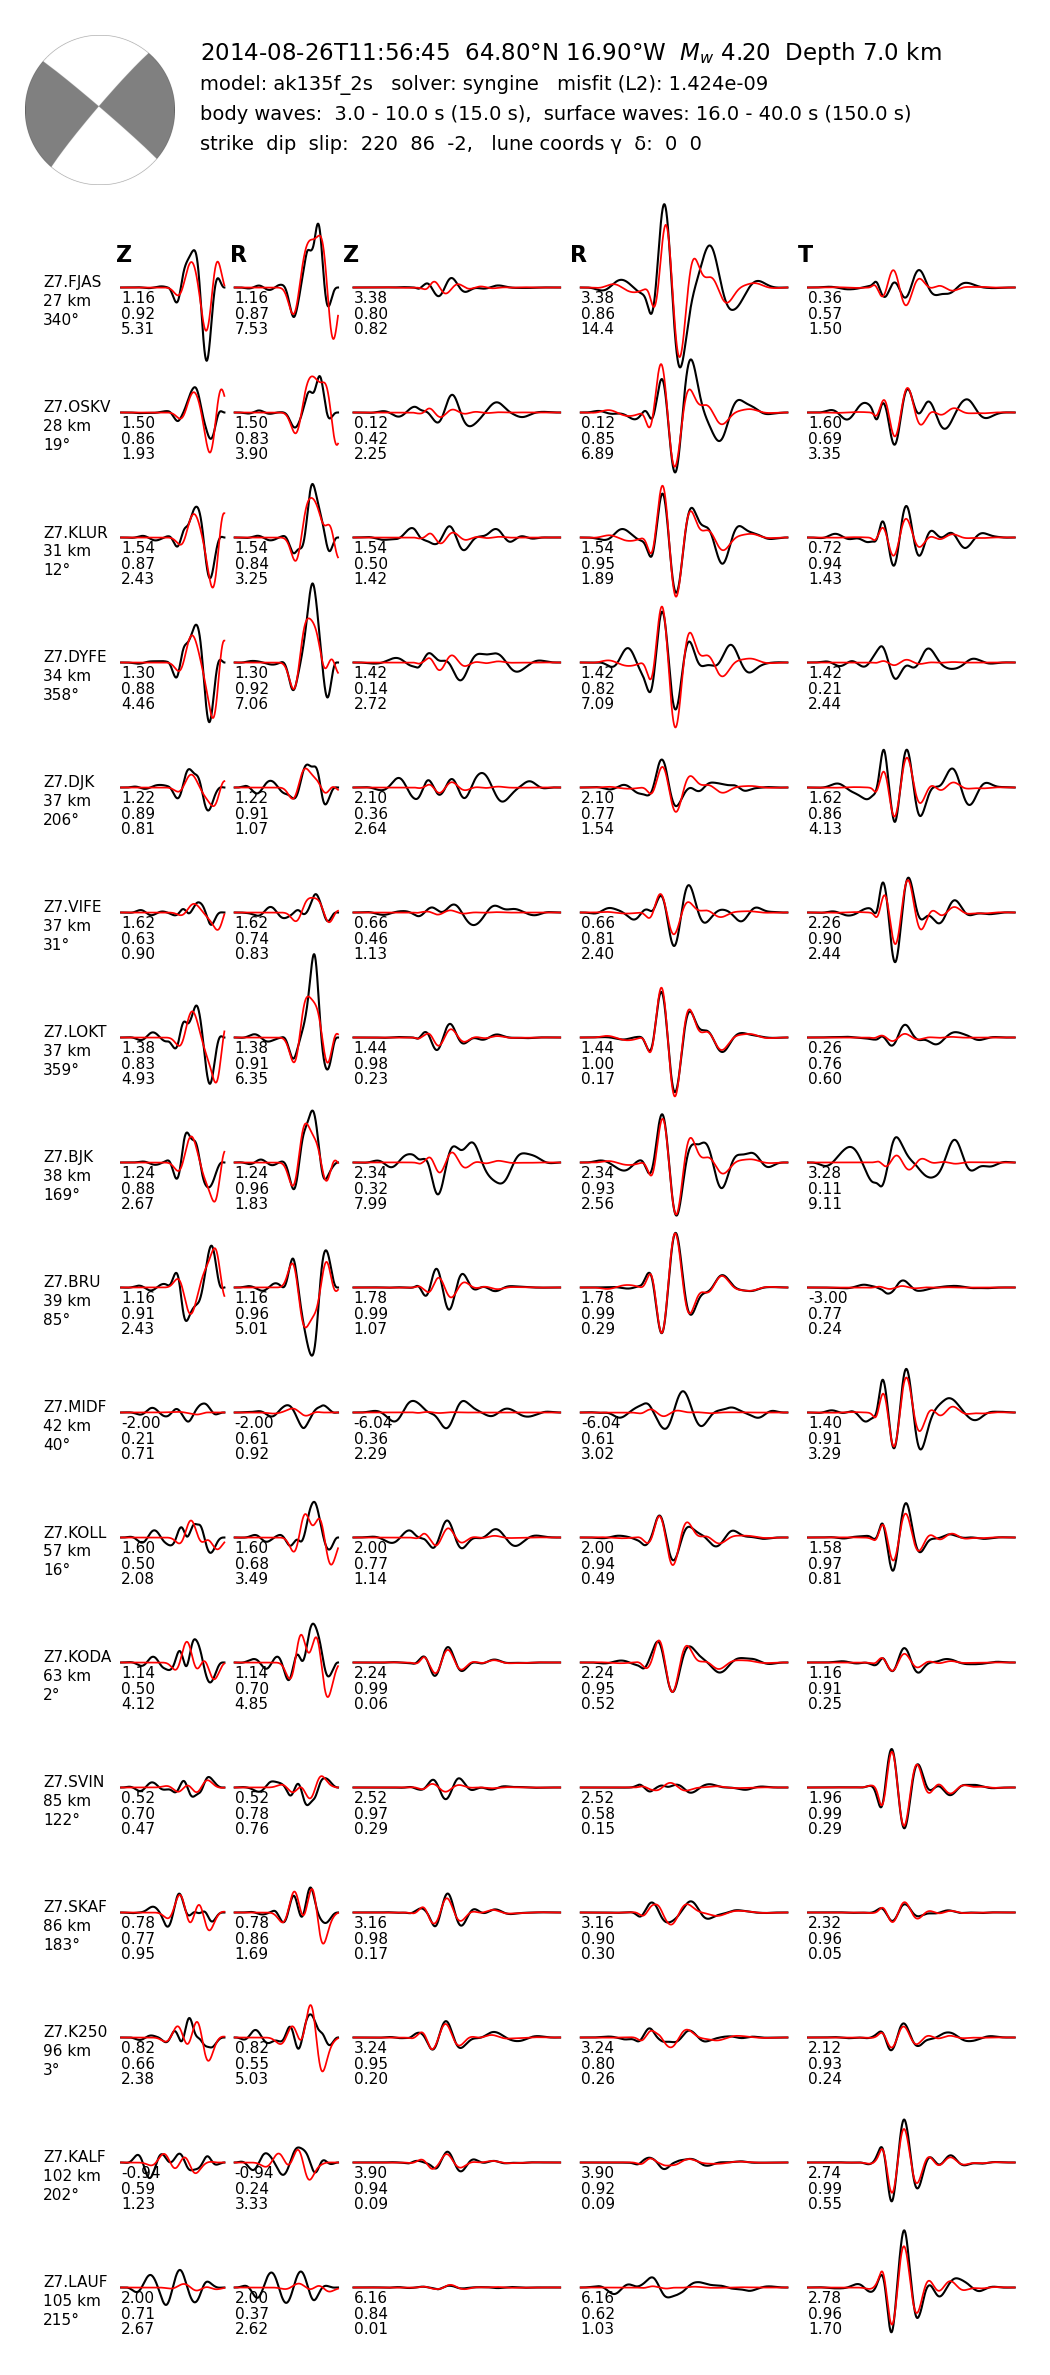 2014-08-26T11:56:45  64.80°N 16.90°W  Mw 4.20  Depth 7.0 km
model: ak135f_2s   solver: syngine   misfit (L2): 1.424e-09
body waves:  3.0 - 10.0 s (15.0 s),  surface waves: 16.0 - 40.0 s (150.0 s)
strike  dip  slip:  220  86  -2,   lune coords γ  δ:  0  0
Z R Z R T
Z7.FJAS
27 km 1.16 1.16 3.38 3.38 0.36
0.92 0.87 0.80 0.86 0.57
340° 5.31 7.53 0.82 14.4 1.50
Z7.OSKV
28 km 1.50 1.50 0.12 0.12 1.60
0.86 0.83 0.42 0.85 0.69
19° 1.93 3.90 2.25 6.89 3.35
Z7.KLUR
31 km 1.54 1.54 1.54 1.54 0.72
0.87 0.84 0.50 0.95 0.94
12° 2.43 3.25 1.42 1.89 1.43
Z7.DYFE
34 km 1.30 1.30 1.42 1.42 1.42
0.88 0.92 0.14 0.82 0.21
358° 4.46 7.06 2.72 7.09 2.44
Z7.DJK
37 km 1.22 1.22 2.10 2.10 1.62
0.89 0.91 0.36 0.77 0.86
206° 0.81 1.07 2.64 1.54 4.13
Z7.VIFE
37 km 1.62 1.62 0.66 0.66 2.26
0.63 0.74 0.46 0.81 0.90
31° 0.90 0.83 1.13 2.40 2.44
Z7.LOKT
37 km 1.38 1.38 1.44 1.44 0.26
0.83 0.91 0.98 1.00 0.76
359° 4.93 6.35 0.23 0.17 0.60
Z7.BJK
38 km 1.24 1.24 2.34 2.34 3.28
0.88 0.96 0.32 0.93 0.11
169° 2.67 1.83 7.99 2.56 9.11
Z7.BRU
39 km 1.16 1.16 1.78 1.78 -3.00
0.91 0.96 0.99 0.99 0.77
85° 2.43 5.01 1.07 0.29 0.24
Z7.MIDF
42 km -2.00 -2.00 -6.04 -6.04 1.40
0.21 0.61 0.36 0.61 0.91
40° 0.71 0.92 2.29 3.02 3.29
Z7.KOLL
57 km 1.60 1.60 2.00 2.00 1.58
0.50 0.68 0.77 0.94 0.97
16° 2.08 3.49 1.14 0.49 0.81
Z7.KODA
63 km 1.14 1.14 2.24 2.24 1.16
0.50 0.70 0.99 0.95 0.91
2° 4.12 4.85 0.06 0.52 0.25
Z7.SVIN
85 km 0.52 0.52 2.52 2.52 1.96
0.70 0.78 0.97 0.58 0.99
122° 0.47 0.76 0.29 0.15 0.29
Z7.SKAF
86 km 0.78 0.78 3.16 3.16 2.32
0.77 0.86 0.98 0.90 0.96
183° 0.95 1.69 0.17 0.30 0.05
Z7.K250
96 km 0.82 0.82 3.24 3.24 2.12
0.66 0.55 0.95 0.80 0.93
3° 2.38 5.03 0.20 0.26 0.24
Z7.KALF
102 km -0.94 -0.94 3.90 3.90 2.74
0.59 0.24 0.94 0.92 0.99
202° 1.23 3.33 0.09 0.09 0.55
Z7.LAUF
105 km 2.00 2.00 6.16 6.16 2.78
0.71 0.37 0.84 0.62 0.96
215° 2.67 2.62 0.01 1.03 1.70